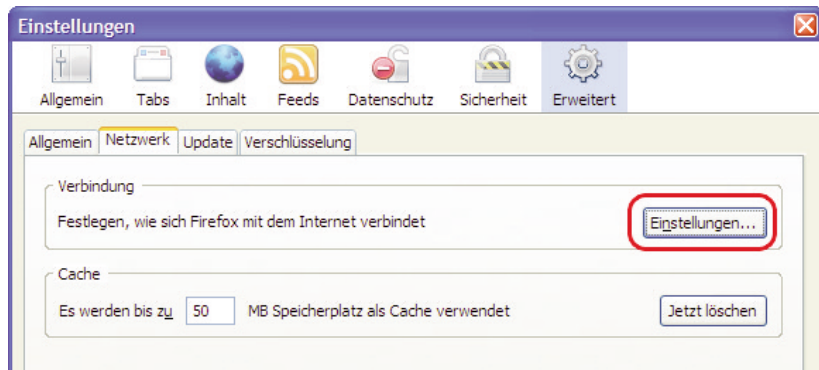 Einstellungen
Allgemein Tabs Inhalt Feeds Datenschutz Sicherheit Erweitert
Allgemein Netzwerk Update Verschlüsselung
Verbindung
Festlegen, wie sich Firefox mit dem Internet verbindet Einstellungen...
Cache
Es werden bis zu 50 MB Speicherplatz als Cache verwendet Jetzt löschen